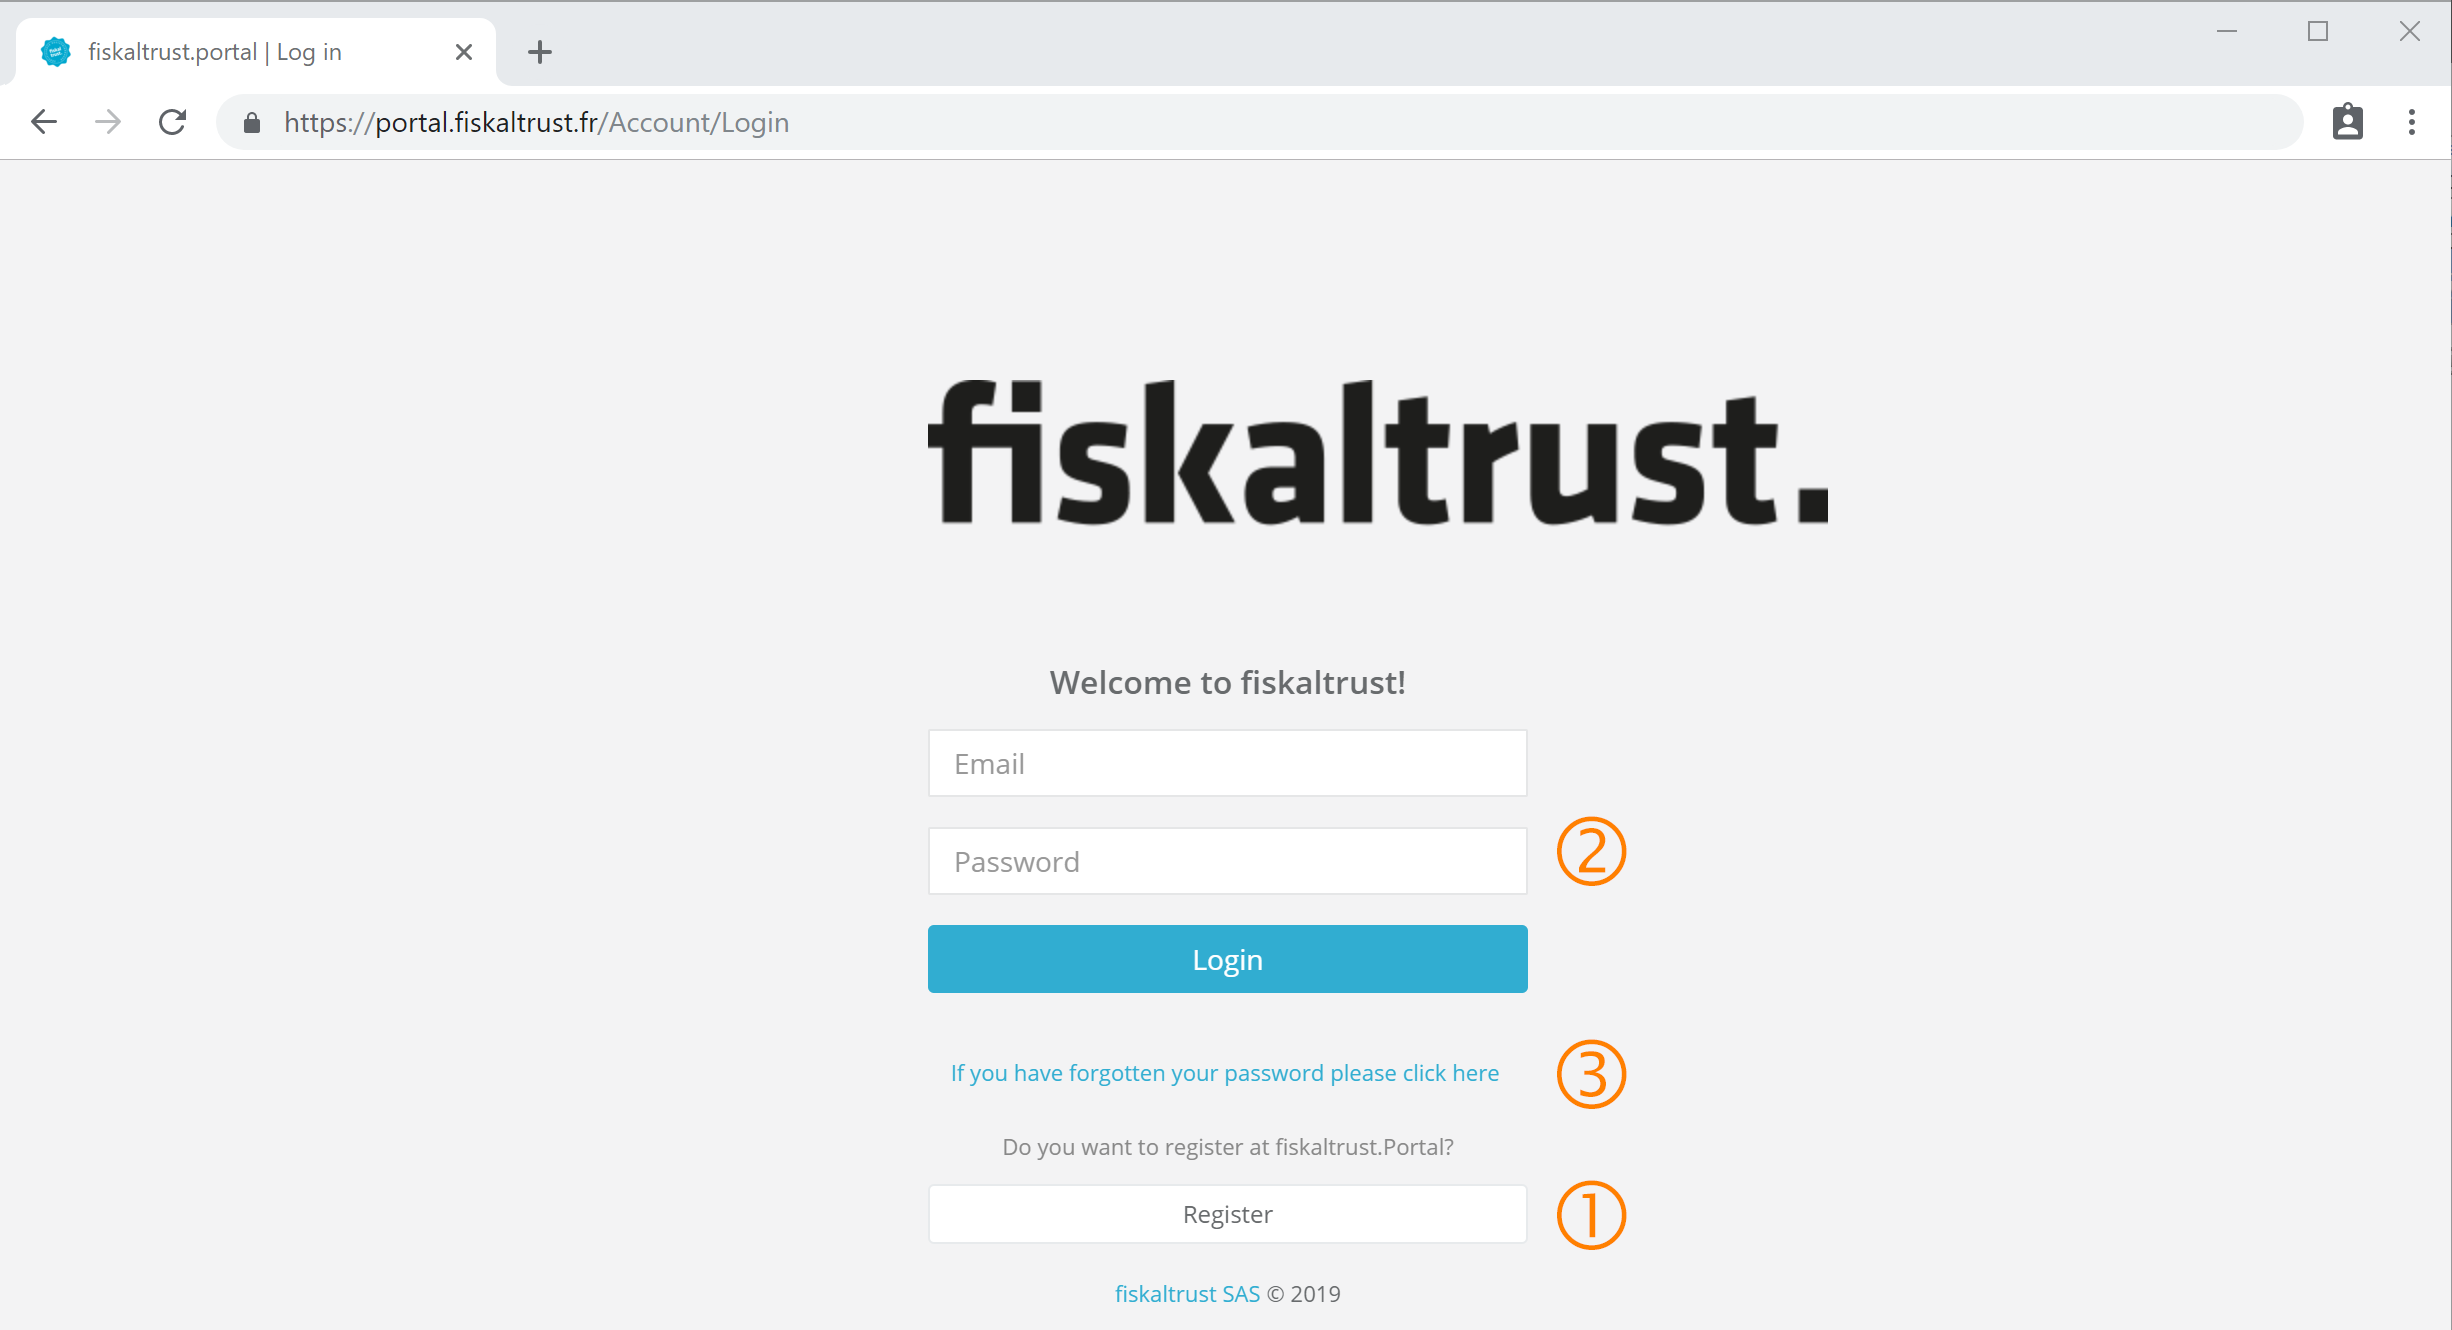 fiskaltrust.portal | Log in
https://portal.fiskaltrust.fr/Account/Login
fiskaltrust.
Welcome to fiskaltrust!
Email
Password
②
Login
If you have forgotten your password please click here
③
Do you want to register at fiskaltrust.Portal?
Register
①
fiskaltrust SAS © 2019